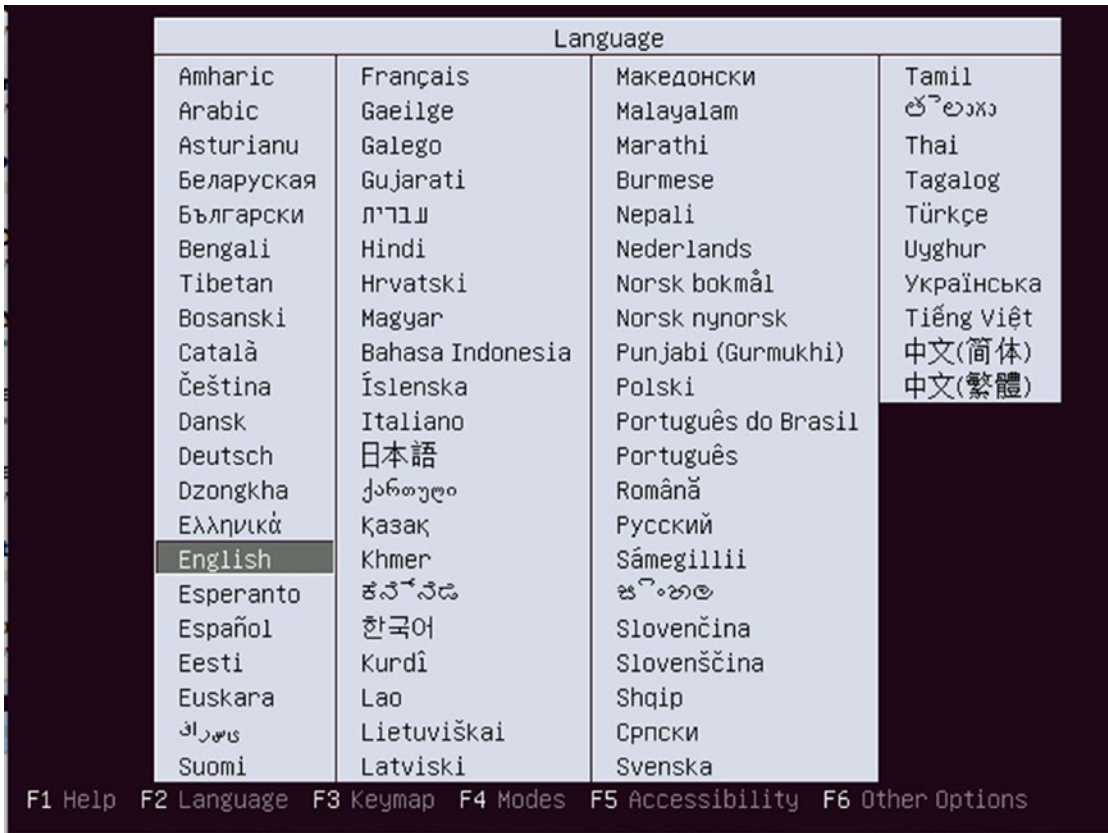 Language
Amharic
Arabic
Asturianu
Беларуская
Български
Bengali
Tibetan
Bosanski
Català
Čeština
Dansk
Deutsch
Dzongkha
Ελληνικά
English
Esperanto
Español
Eesti
Euskara
فارسی
Suomi
Français
Gaeilge
Galego
Gujarati
עברית
Hindi
Hrvatski
Magyar
Bahasa Indonesia
Íslenska
Italiano
日本語
ქართული
Қазақ
Khmer
ಕನ್ನಡ
한국어
Kurdî
Lao
Lietuviškai
Latviski
Македонски
Malayalam
Marathi
Burmese
Nepali
Nederlands
Norsk bokmål
Norsk nynorsk
Punjabi (Gurmukhi)
Polski
Português do Brasil
Português
Română
Русский
Sámegillii
සිංහල
Slovenčina
Slovenščina
Shqip
Српски
Svenska
Tamil
తెలుగు
Thai
Tagalog
Türkçe
Uyghur
Українська
Tiếng Việt
中文(简体)
中文(繁體)
F1 Help F2 Language F3 Keymap F4 Modes F5 Accessibility F6 Other Options